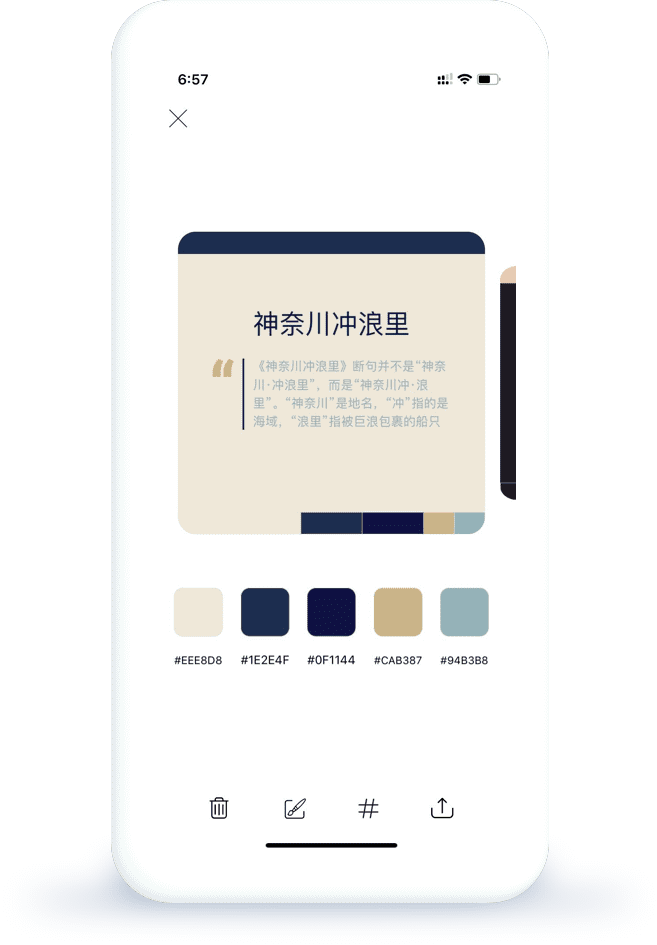 6:57
神奈川冲浪里
“
《神奈川冲浪里》断句并不是“神奈
川·冲浪里”，而是“神奈川冲·浪
里”。“神奈川”是地名，“冲”指的是
海域，“浪里”指被巨浪包裹的船只
#EEE8D8 #1E2E4F #0F1144 #CAB387 #94B3B8